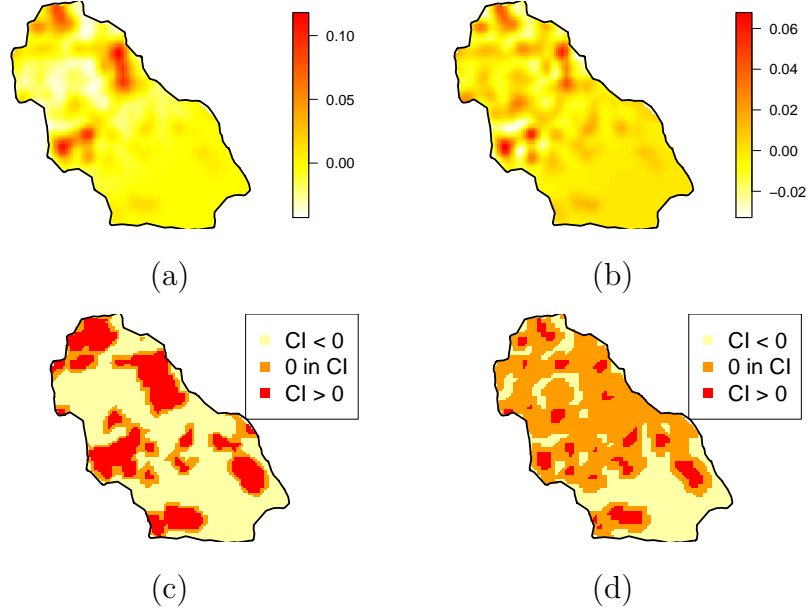 0.10
0.05
0.00
(a)
0.06
0.04
0.02
0.00
−0.02
(b)
CI < 0
0 in CI
CI > 0
(c)
CI < 0
0 in CI
CI > 0
(d)